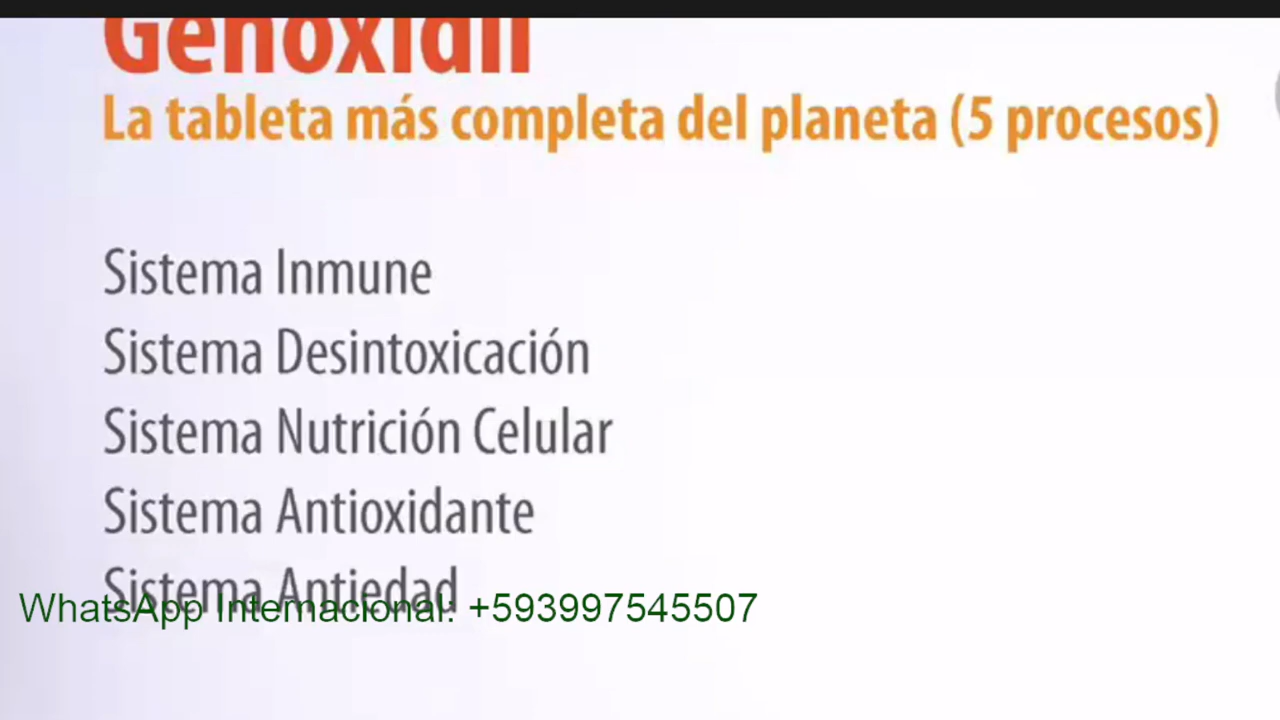 Genoxidil
La tableta más completa del planeta (5 procesos)
Sistema Inmune
Sistema Desintoxicación
Sistema Nutrición Celular
Sistema Antioxidante
Sistema Antiedad
WhatsApp Internacional: +593997545507